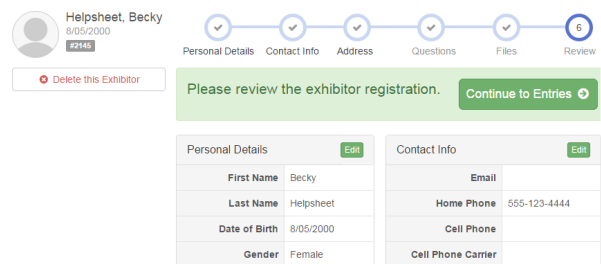 Helpsheet, Becky
8/05/2000
#2145
Delete this Exhibitor
6
Personal Details Contact Info Address Questions Files Review
Please review the exhibitor registration. Continue to Entries
Personal Details Edit
First Name Becky
Last Name Helpsheet
Date of Birth 8/05/2000
Gender Female
Contact Info Edit
Email
Home Phone 555-123-4444
Cell Phone
Cell Phone Carrier